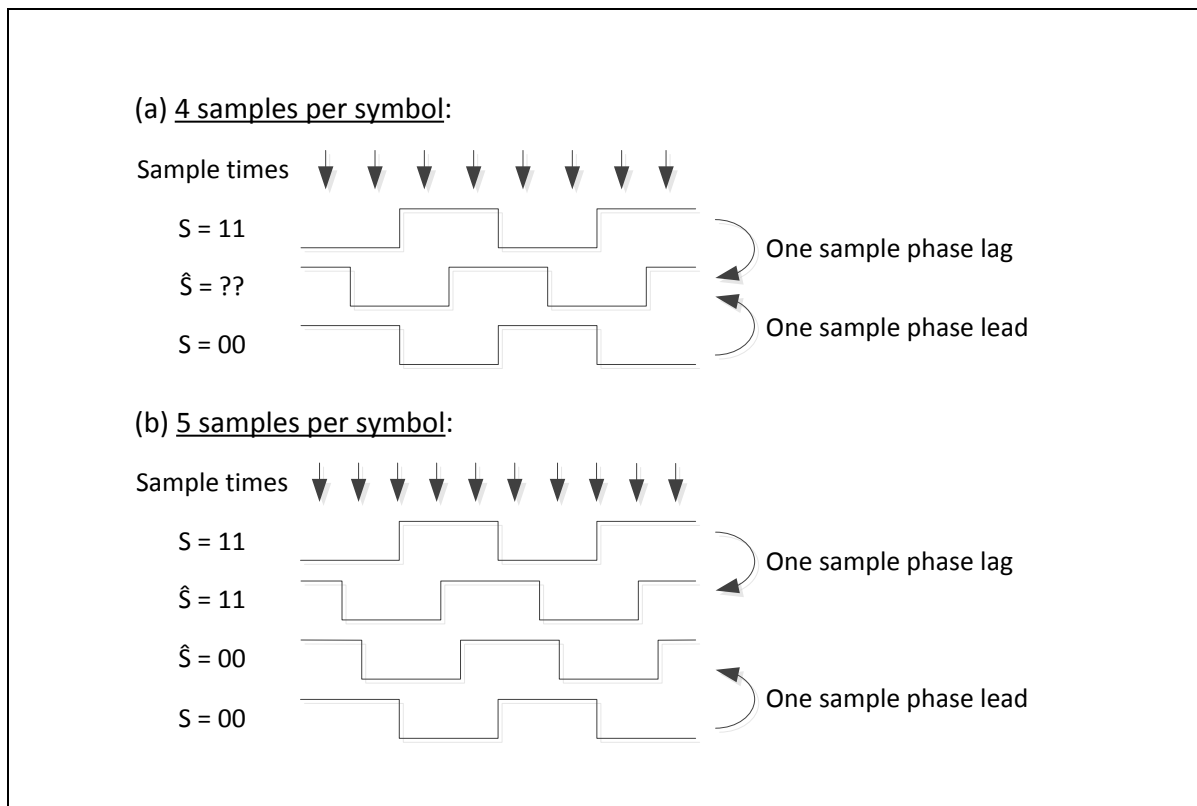 (a) 4 samples per symbol:
Sample times
S = 11
One sample phase lag
Ŝ = ??
One sample phase lead
S = 00
(b) 5 samples per symbol:
Sample times
S = 11
One sample phase lag
Ŝ = 11
Ŝ = 00
One sample phase lead
S = 00